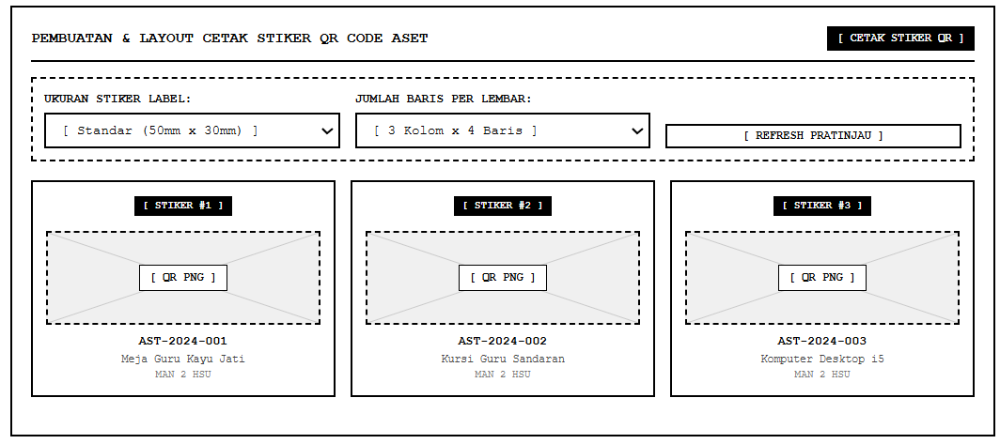 PEMBUATAN & LAYOUT CETAK STIKER QR CODE ASET
[ CETAK STIKER QR ]
UKURAN STIKER LABEL:
[ Standar (50mm x 30mm) ]
JUMLAH BARIS PER LEMBAR:
[ 3 Kolom x 4 Baris ]
[ REFRESH PRATINJAU ]
[ STIKER #1 ]
[ QR PNG ]
AST-2024-001
Meja Guru Kayu Jati
MAN 2 HSU
[ STIKER #2 ]
[ QR PNG ]
AST-2024-002
Kursi Guru Sandaran
MAN 2 HSU
[ STIKER #3 ]
[ QR PNG ]
AST-2024-003
Komputer Desktop i5
MAN 2 HSU